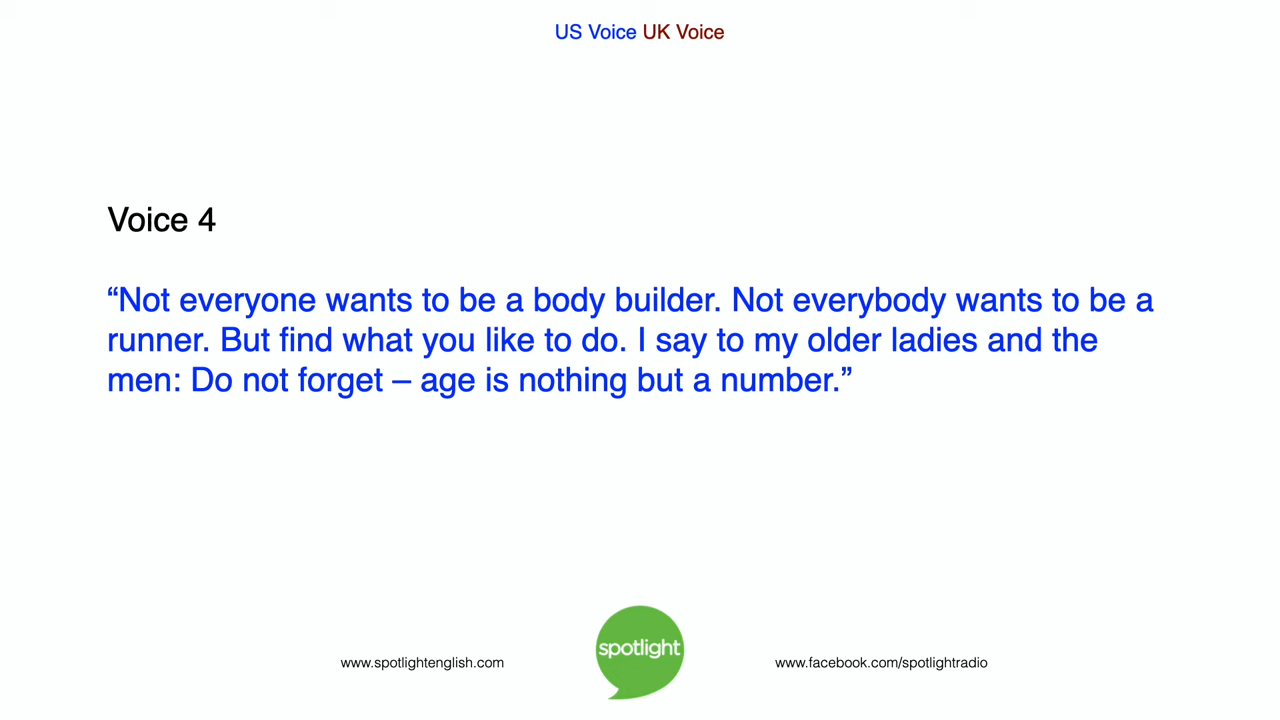 US Voice UK Voice
Voice 4
“Not everyone wants to be a body builder. Not everybody wants to be a
runner. But find what you like to do. I say to my older ladies and the
men: Do not forget – age is nothing but a number.”
spotlight
www.spotlightenglish.com
www.facebook.com/spotlightradio